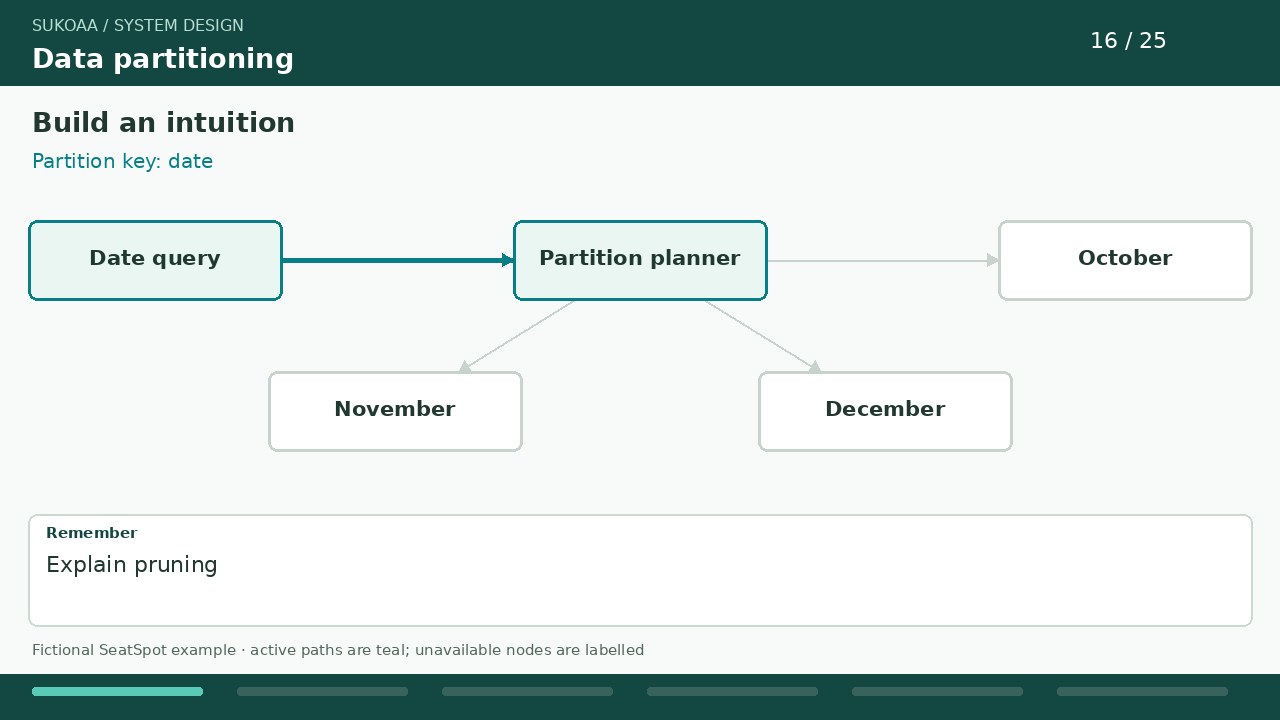 SUKOAA / SYSTEM DESIGN
Data partitioning
16 / 25
Build an intuition
Partition key: date
Date query
Partition planner
October
November
December
Remember
Explain pruning
Fictional SeatSpot example · active paths are teal; unavailable nodes are labelled